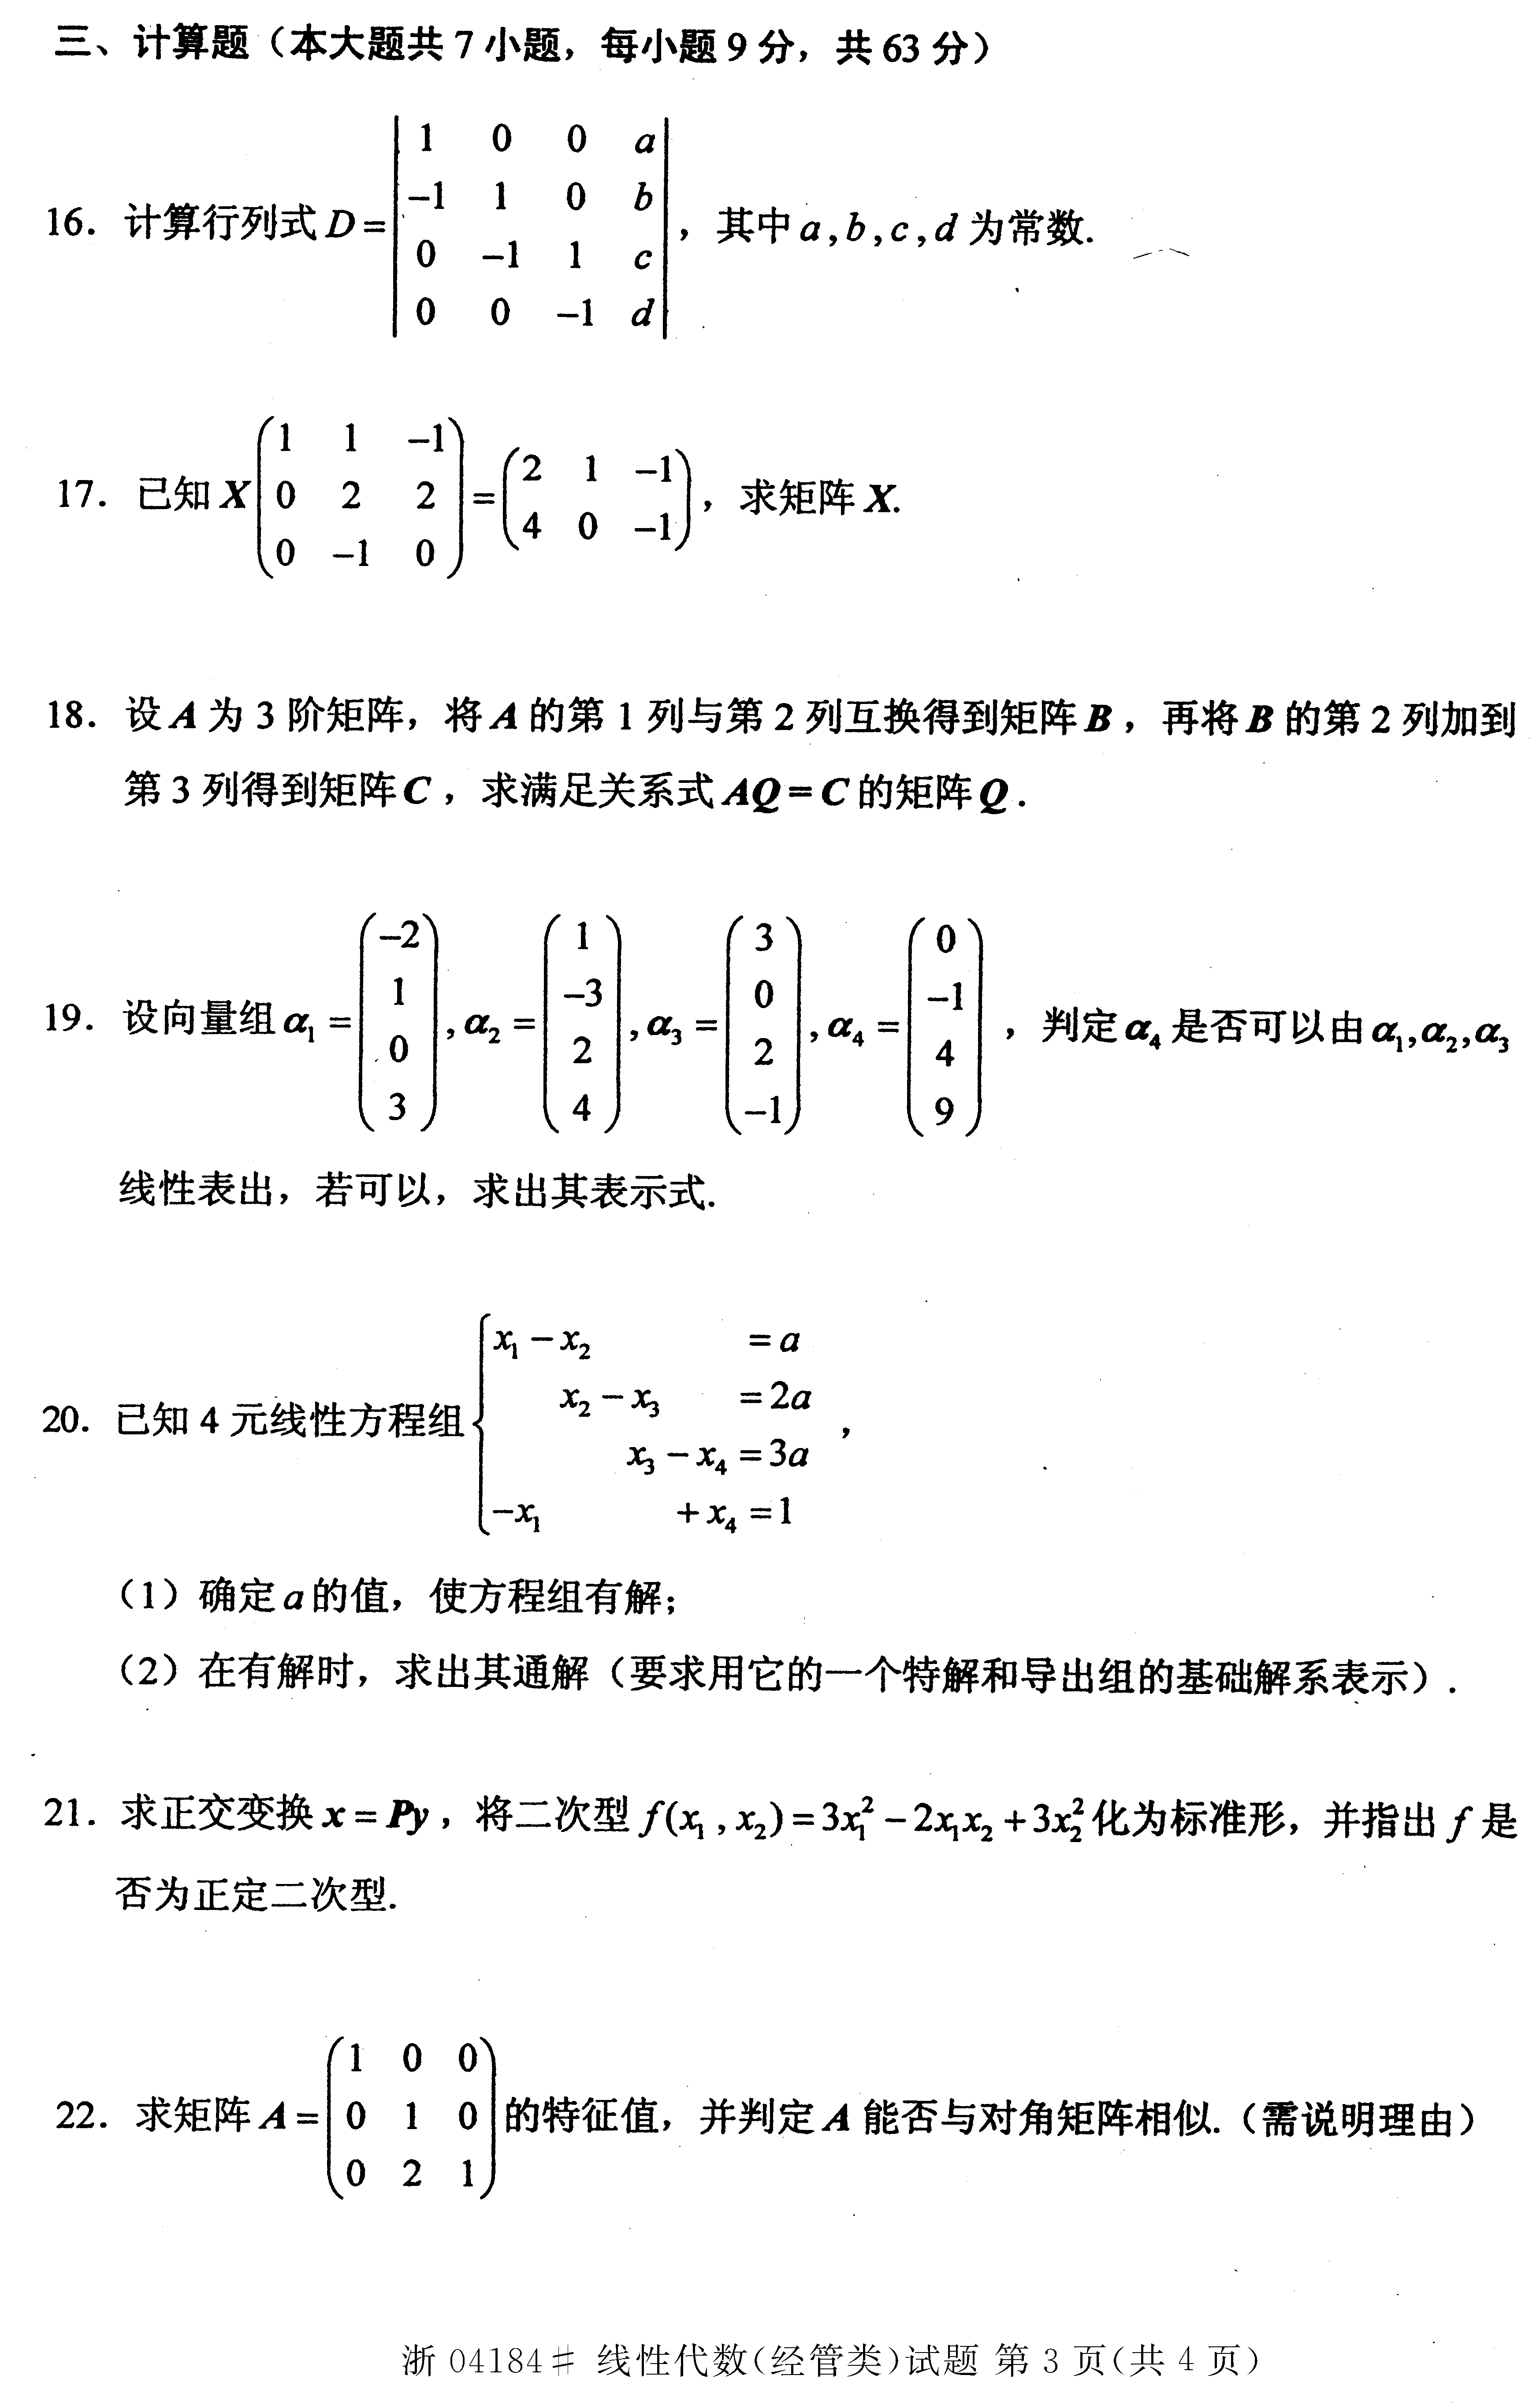 三、计算题（本大题共 7 小题，每小题 9 分，共 63 分）
1 0 0 a
-1 1 0 b
16. 计算行列式 D = ，其中 a , b , c , d 为常数.
0 -1 1 c
0 0 -1 d
1 1 -1
17. 已知 X 0 2 2 = 2 1 -1 ，求矩阵 X.
4 0 -1
0 -1 0
18. 设 A 为 3 阶矩阵，将 A 的第 1 列与第 2 列互换得到矩阵 B ，再将 B 的第 2 列加到
第 3 列得到矩阵 C ，求满足关系式 AQ = C 的矩阵 Q .
-2 1 3 0
1 -3 0 -1
19. 设向量组 α₁ = , α₂ = , α₃ = , α₄ = ，判定 α₄ 是否可以由 α₁,α₂,α₃
0 2 2 4
3 4 -1 9
线性表出，若可以，求出其表示式.
x₁ - x₂ = a
x₂ - x₃ = 2a
20. 已知 4 元线性方程组 ，
x₃ - x₄ = 3a
-x₁ + x₄ = 1
（1）确定 a 的值，使方程组有解；
（2）在有解时，求出其通解（要求用它的一个特解和导出组的基础解系表示）.
21. 求正交变换 x = Py ，将二次型 f(x₁ , x₂) = 3x₁² - 2x₁x₂ + 3x₂² 化为标准形，并指出 f 是
否为正定二次型.
1 0 0
22. 求矩阵 A = 0 1 0 的特征值，并判定 A 能否与对角矩阵相似.（需说明理由）
0 2 1
浙 04184# 线性代数(经管类)试题 第 3 页(共 4 页)